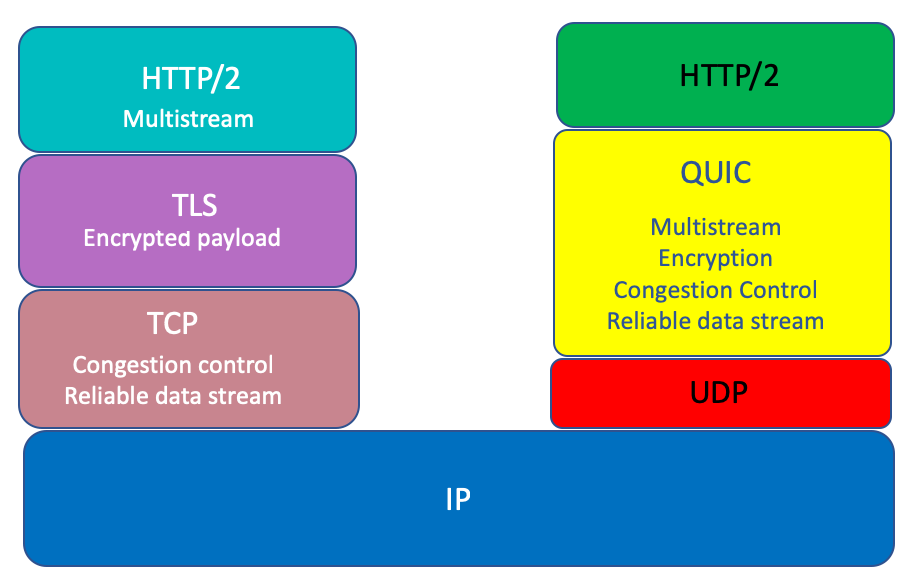 HTTP/2
Multistream
TLS
Encrypted payload
TCP
Congestion control
Reliable data stream
HTTP/2
QUIC
Multistream
Encryption
Congestion Control
Reliable data stream
UDP
IP